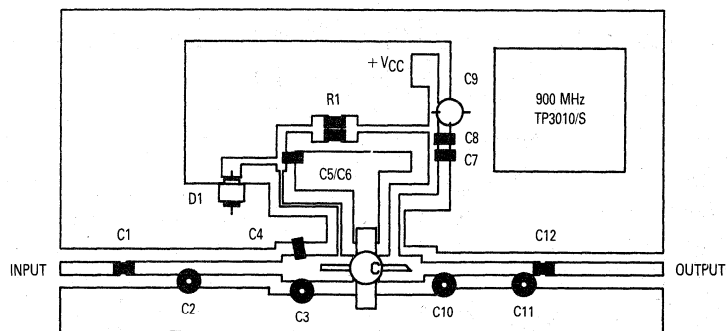 + VCC
C9
R1
900 MHz
TP3010/S
C8
C7
C5/C6
D1
C1
C4
C12
INPUT
C
OUTPUT
C2
C3
C10
C11